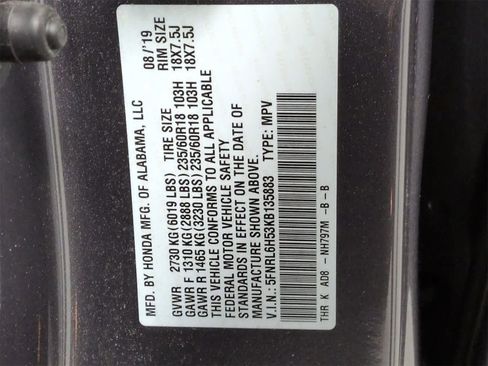 MFD. BY HONDA MFG. OF ALABAMA, LLC 08/'19
GVWR 2730 KG(6019 LBS) TIRE SIZE RIM SIZE
GAWR F 1310 KG(2888 LBS)235/60R18 103H 18X7.5J
GAWR R 1465 KG(3230 LBS)235/60R18 103H 18X7.5J
THIS VEHICLE CONFORMS TO ALL APPLICABLE
FEDERAL MOTOR VEHICLE SAFETY
STANDARDS IN EFFECT ON THE DATE OF
MANUFACTURE SHOWN ABOVE.
V.I.N.: 5FNRL6H53KB135883 TYPE: MPV
THR K AD8 - NH797M -B -B